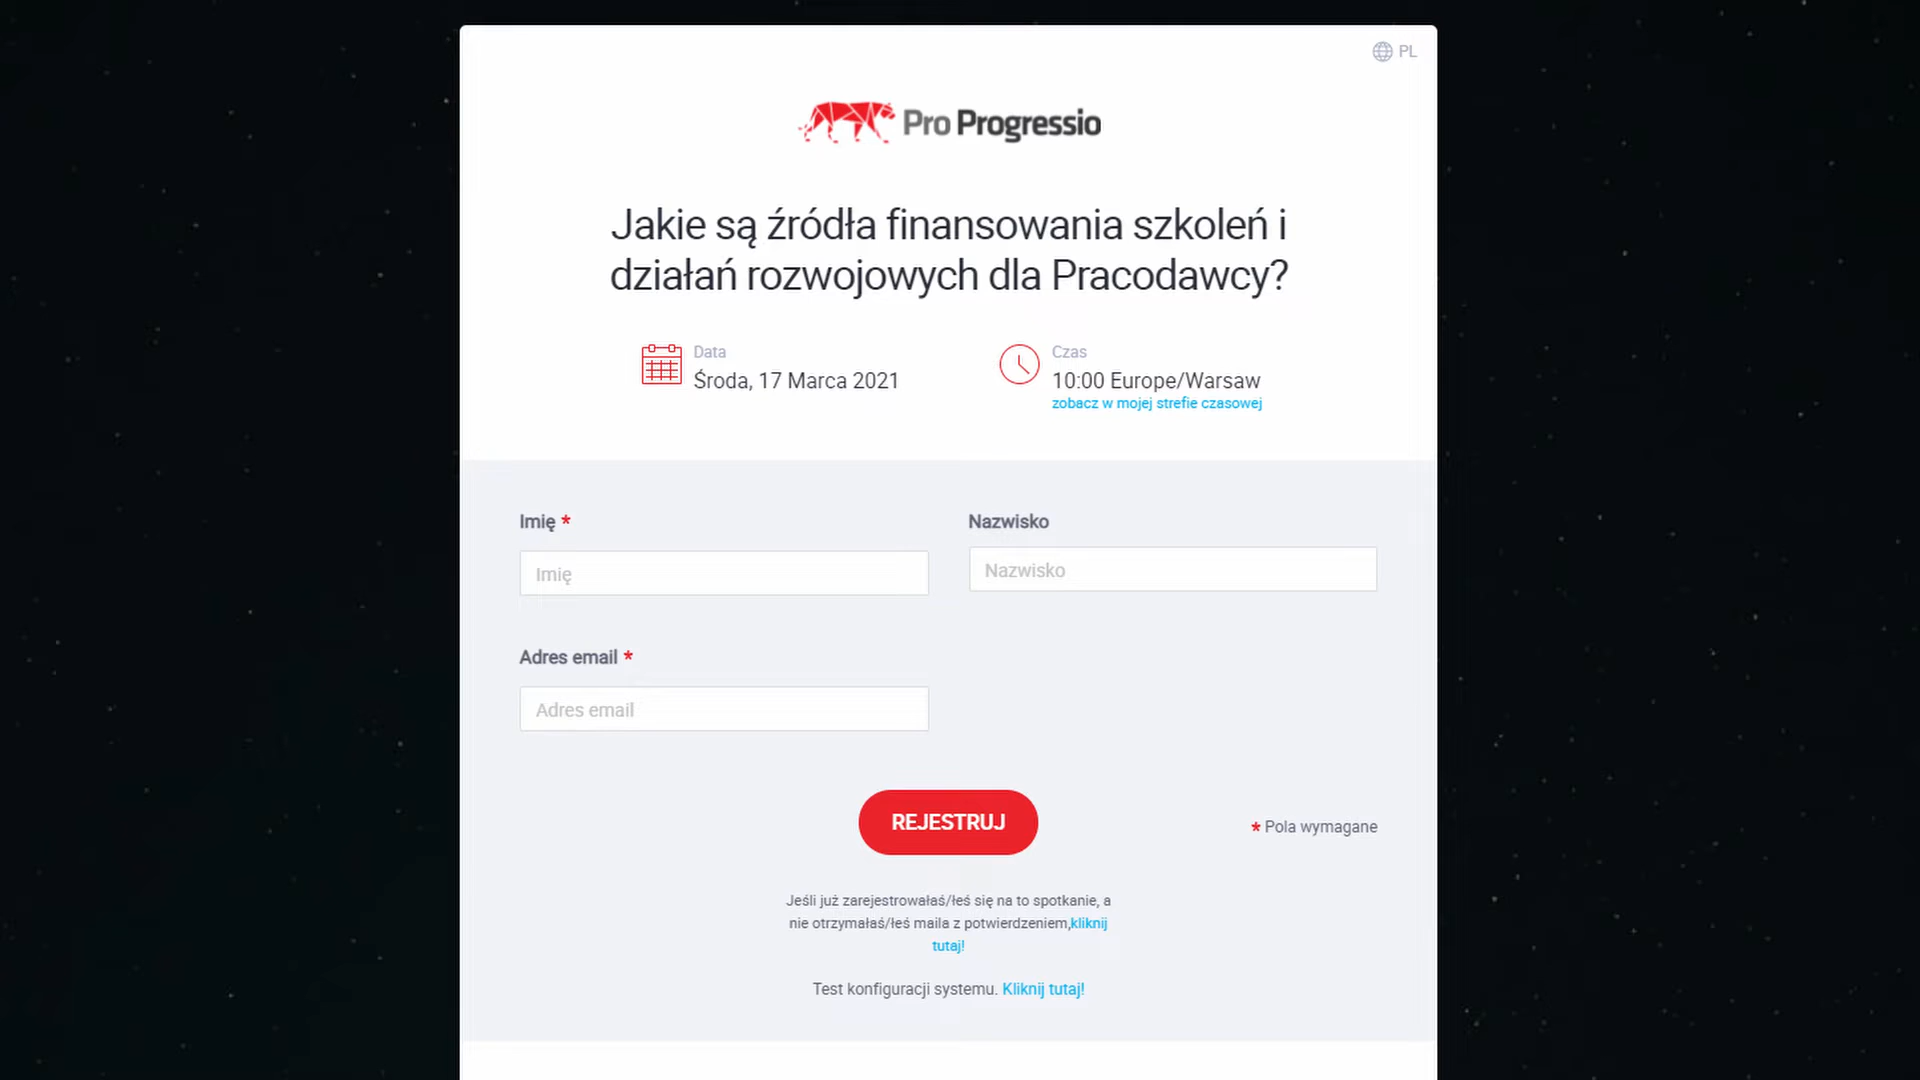 PL
Pro Progressio
Jakie są źródła finansowania szkoleń i
działań rozwojowych dla Pracodawcy?
Data
Środa, 17 Marca 2021
Czas
10:00 Europe/Warsaw
zobacz w mojej strefie czasowej
Imię *
Nazwisko
Imię
Nazwisko
Adres email *
Adres email
REJESTRUJ
* Pola wymagane
Jeśli już zarejestrowałaś/łeś się na to spotkanie, a
nie otrzymałaś/łeś maila z potwierdzeniem,kliknij
tutaj!
Test konfiguracji systemu. Kliknij tutaj!